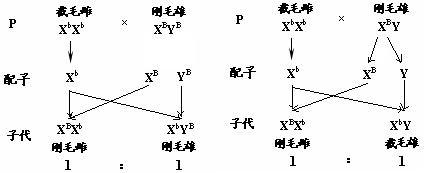 P 截毛雌 × 刚毛雄 截毛雌 × 刚毛雄
XᵇXᵇ XᴮYᴮ XᵇXᵇ XᴮY
配子 Xᵇ Xᴮ Yᴮ 配子 Xᵇ Xᴮ Y
子代 XᴮXᵇ XᵇYᴮ 子代 XᴮXᵇ XᵇY
刚毛雌 刚毛雄 刚毛雌 截毛雄
1 : 1 1 : 1